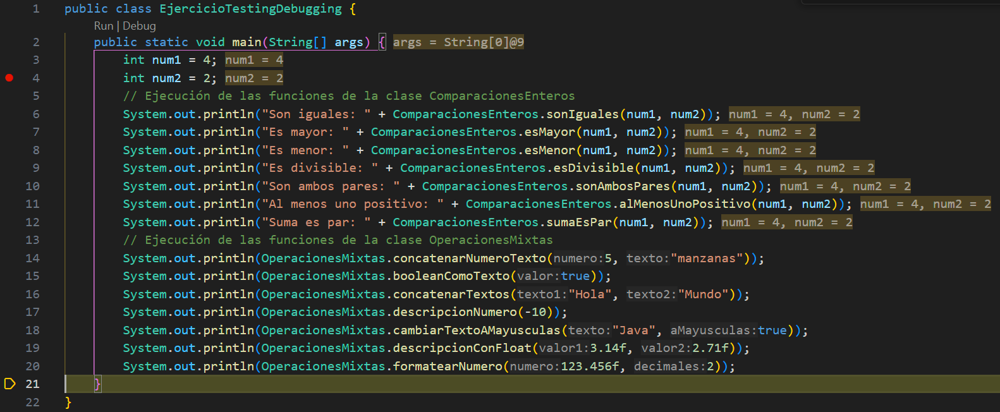 1 public class EjercicioTestingDebugging {
Run | Debug
2 public static void main(String[] args) { args = String[0]@9
3 int num1 = 4; num1 = 4
4 int num2 = 2; num2 = 2
5 // Ejecución de las funciones de la clase ComparacionesEnteros
6 System.out.println("Son iguales: " + ComparacionesEnteros.sonIguales(num1, num2)); num1 = 4, num2 = 2
7 System.out.println("Es mayor: " + ComparacionesEnteros.esMayor(num1, num2)); num1 = 4, num2 = 2
8 System.out.println("Es menor: " + ComparacionesEnteros.esMenor(num1, num2)); num1 = 4, num2 = 2
9 System.out.println("Es divisible: " + ComparacionesEnteros.esDivisible(num1, num2)); num1 = 4, num2 = 2
10 System.out.println("Son ambos pares: " + ComparacionesEnteros.sonAmbosPares(num1, num2)); num1 = 4, num2 = 2
11 System.out.println("Al menos uno positivo: " + ComparacionesEnteros.alMenosUnoPositivo(num1, num2)); num1 = 4, num2 = 2
12 System.out.println("Suma es par: " + ComparacionesEnteros.sumaEsPar(num1, num2)); num1 = 4, num2 = 2
13 // Ejecución de las funciones de la clase OperacionesMixtas
14 System.out.println(OperacionesMixtas.concatenarNumeroTexto(numero:5, texto:"manzanas"));
15 System.out.println(OperacionesMixtas.booleanComoTexto(valor:true));
16 System.out.println(OperacionesMixtas.concatenarTextos(texto1:"Hola", texto2:"Mundo"));
17 System.out.println(OperacionesMixtas.descripcionNumero(-10));
18 System.out.println(OperacionesMixtas.cambiarTextoAMayusculas(texto:"Java", aMayusculas:true));
19 System.out.println(OperacionesMixtas.descripcionConFloat(valor1:3.14f, valor2:2.71f));
20 System.out.println(OperacionesMixtas.formatearNumero(numero:123.456f, decimales:2));
21 }
22 }